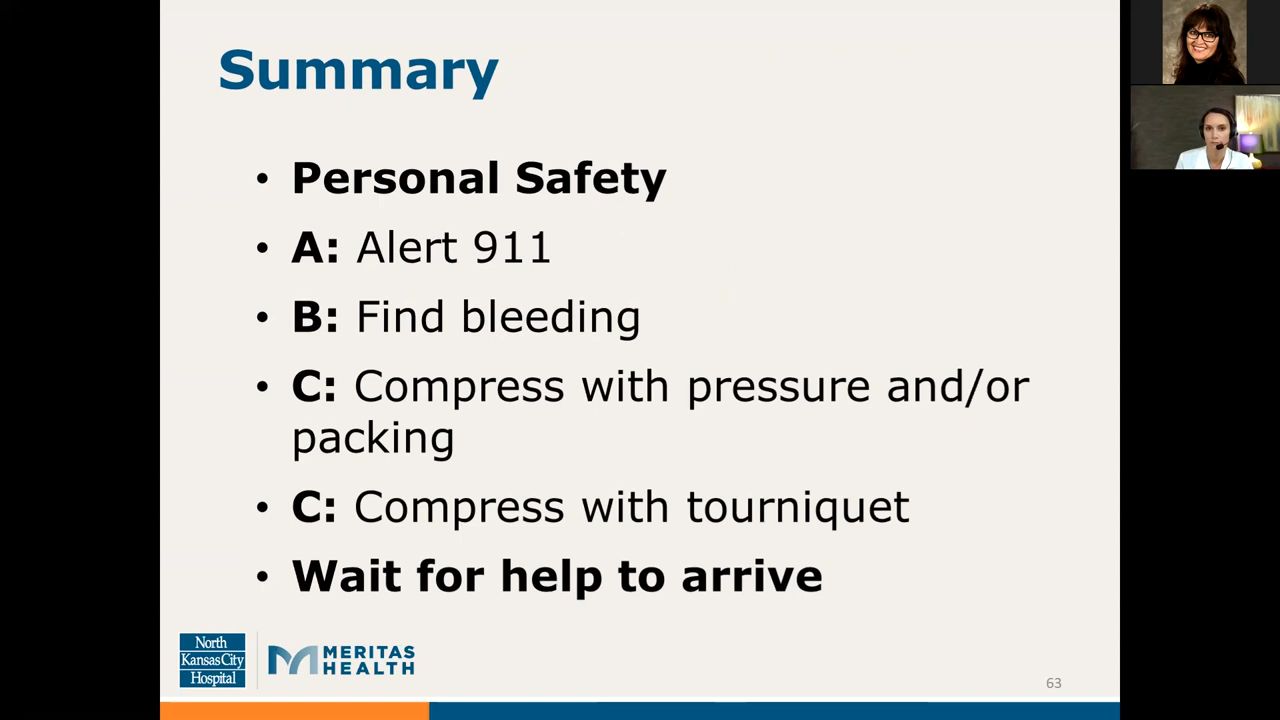 Summary
• Personal Safety
• A: Alert 911
• B: Find bleeding
• C: Compress with pressure and/or
packing
• C: Compress with tourniquet
• Wait for help to arrive
North
Kansas City
Hospital
MERITAS
HEALTH
63